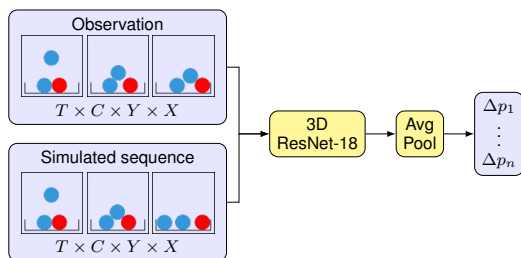 Observation
T × C × Y × X
Simulated sequence
T × C × Y × X
3D
ResNet-18
Avg
Pool
Δp₁
⋮
Δpₙ